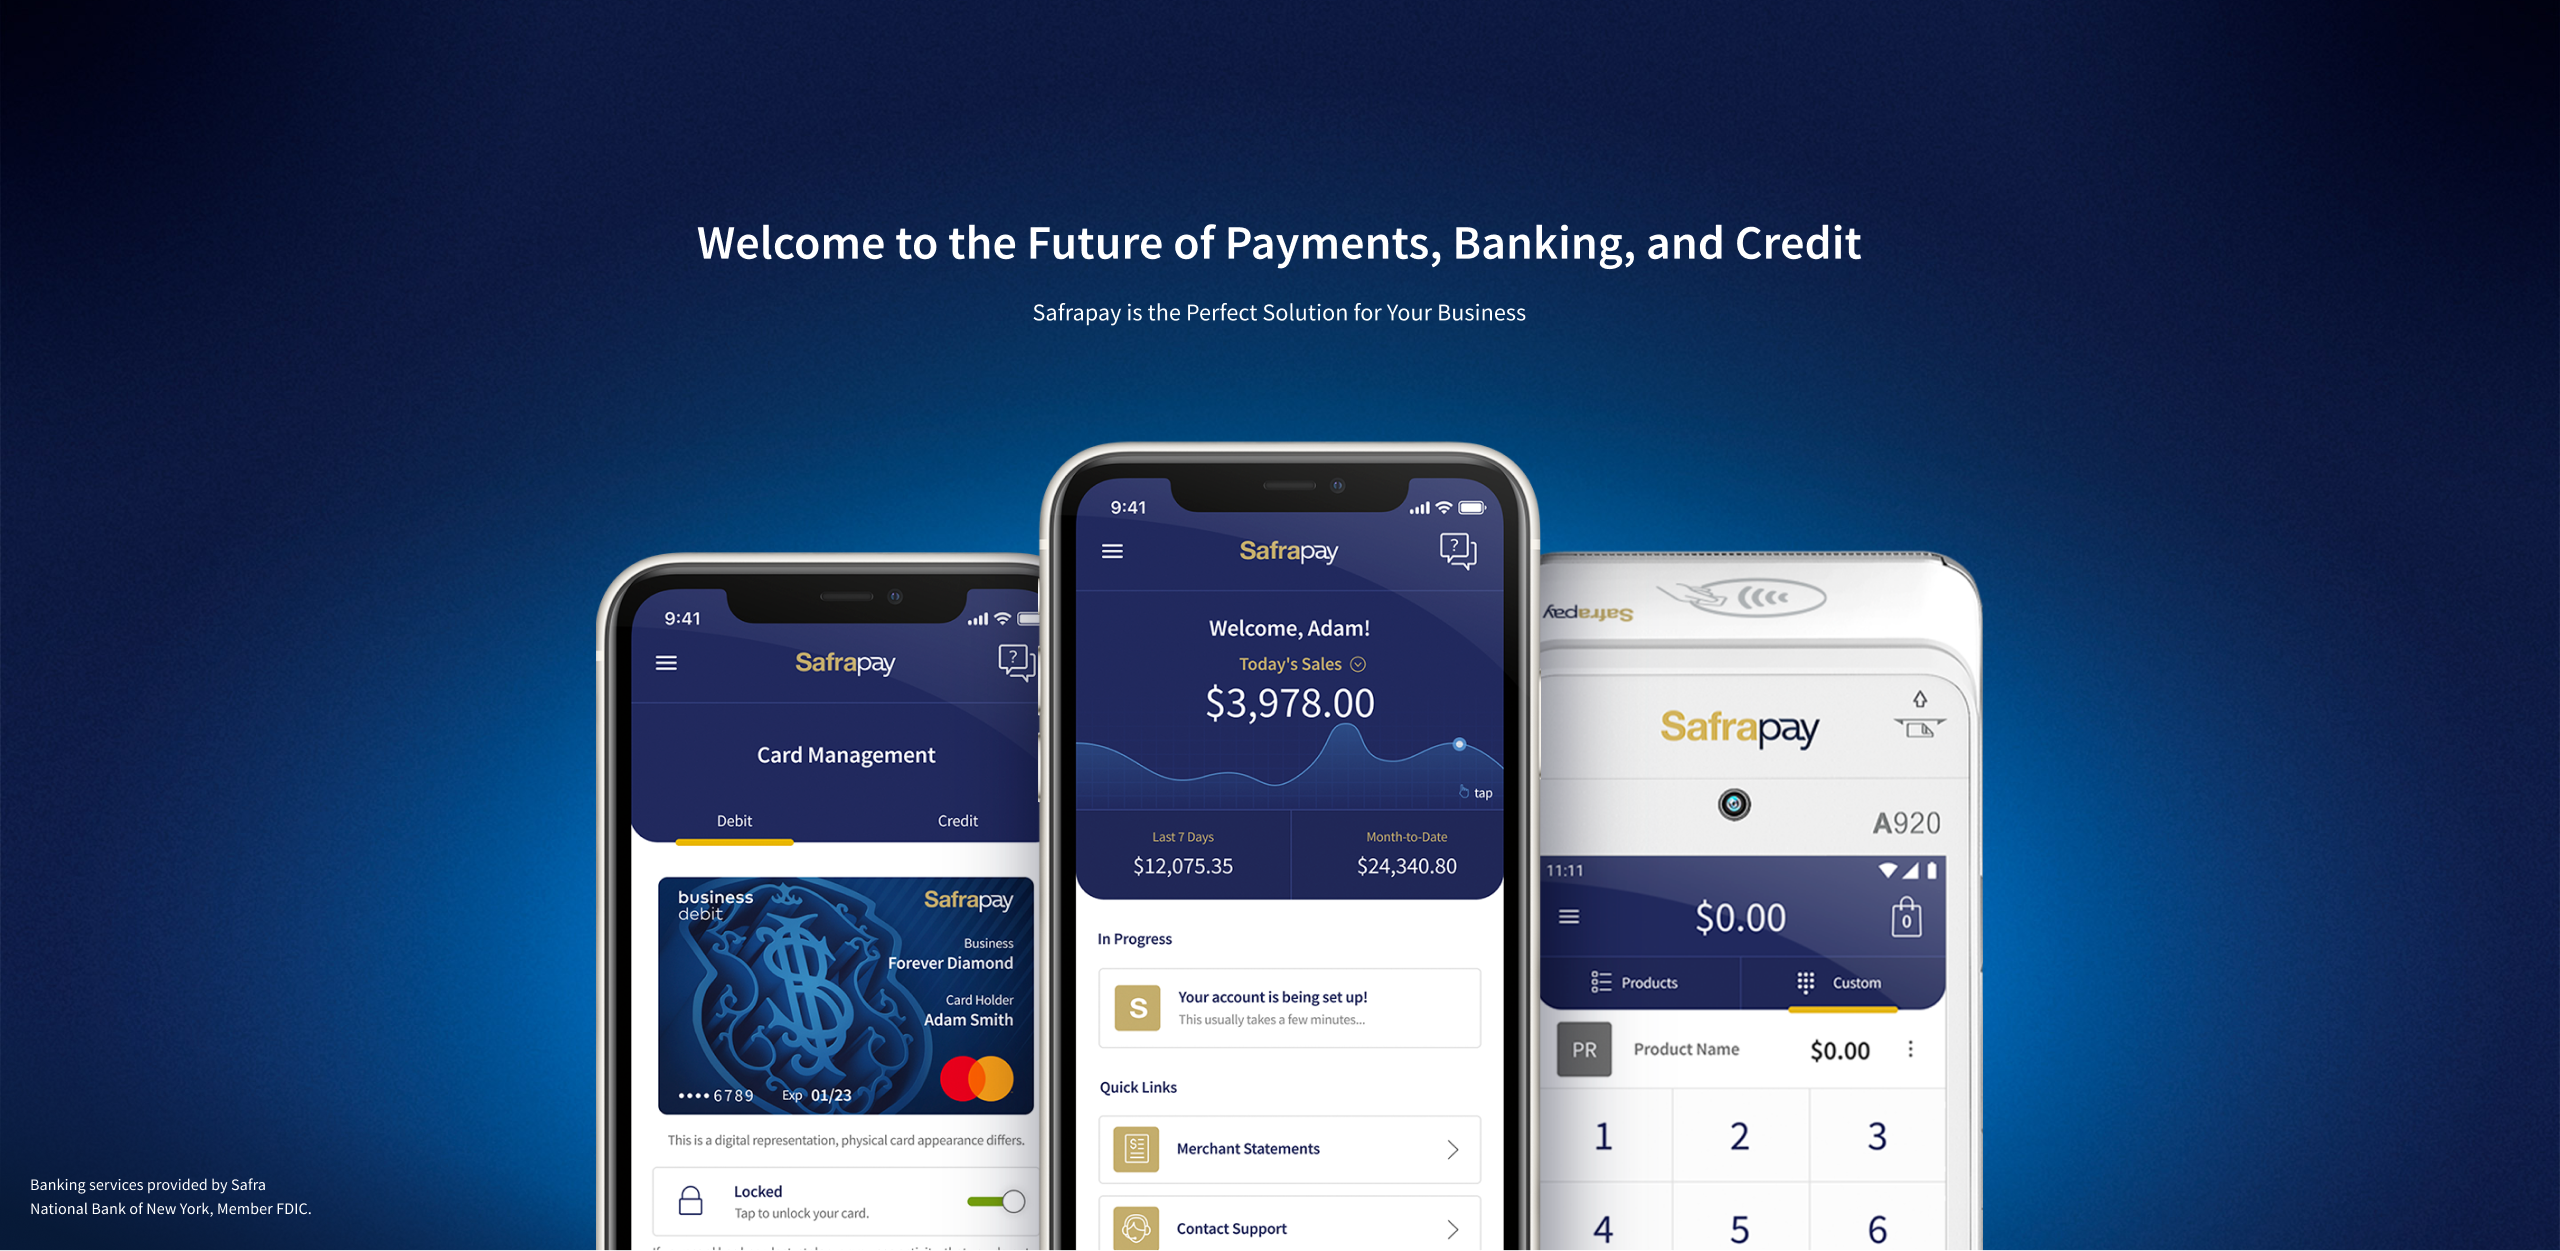 Welcome to the Future of Payments, Banking, and Credit
Safrapay is the Perfect Solution for Your Business
9:41
Safrapay
Card Management
Debit
Credit
business
debit
Safrapay
Business
Forever Diamond
Card Holder
Adam Smith
•••• 6789 Exp 01/23
This is a digital representation, physical card appearance differs.
Locked
Tap to unlock your card.
9:41
Safrapay
Welcome, Adam!
Today's Sales
$3,978.00
tap
Last 7 Days
$12,075.35
Month-to-Date
$24,340.80
In Progress
S
Your account is being set up!
This usually takes a few minutes...
Quick Links
Merchant Statements
Contact Support
Safrapay
Safrapay
A920
11:11
$0.00
0
Products
Custom
PR Product Name $0.00
1 2 3
4 5 6
Banking services provided by Safra
National Bank of New York, Member FDIC.